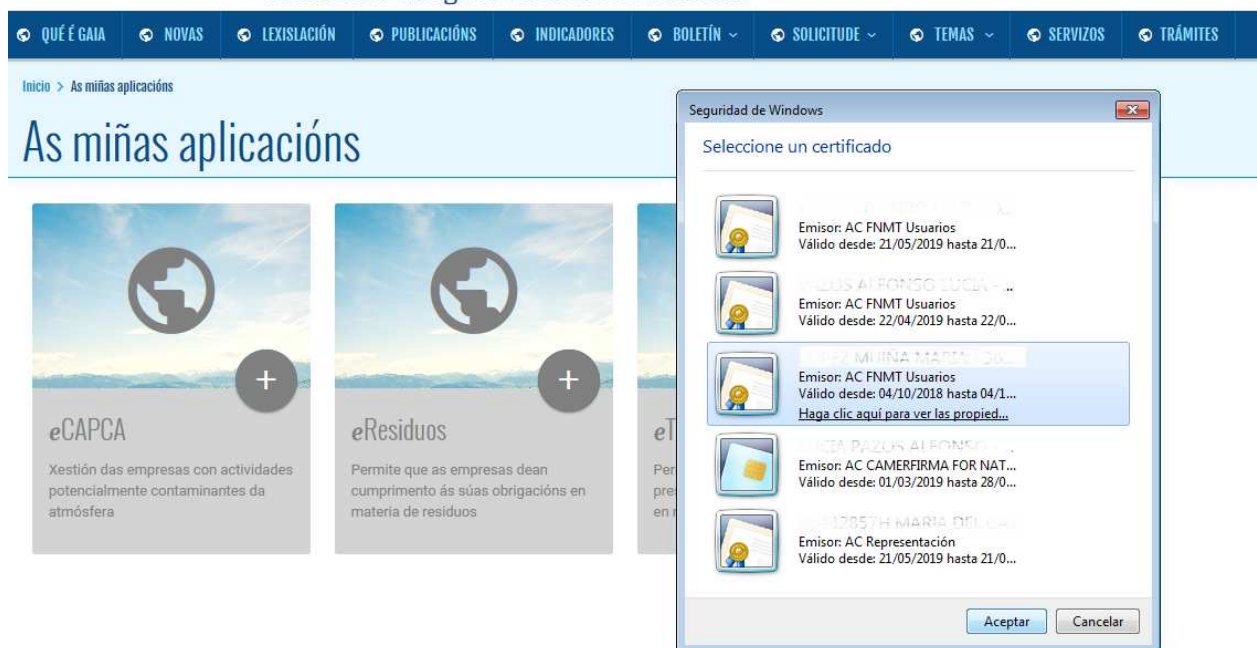 QUÉ É GAIA NOVAS LEXISLACIÓN PUBLICACIÓNS INDICADORES BOLETÍN SOLICITUDE TEMAS SERVIZOS TRÁMITES
Inicio > As miñas aplicacións
As miñas aplicacións
eCAPCA
Xestión das empresas con actividades
potencialmente contaminantes da
atmósfera
eResiduos
Permite que as empresas dean
cumprimento ás súas obrigacións en
materia de residuos
Seguridad de Windows
Seleccione un certificado
Emisor: AC FNMT Usuarios
Válido desde: 21/05/2019 hasta 21/0...
Emisor: AC FNMT Usuarios
Válido desde: 22/04/2019 hasta 22/0...
Emisor: AC FNMT Usuarios
Válido desde: 04/10/2018 hasta 04/1...
Haga clic aquí para ver las propied...
Emisor: AC CAMERFIRMA FOR NAT...
Válido desde: 01/03/2019 hasta 28/0...
Emisor: AC Representación
Válido desde: 21/05/2019 hasta 21/0...
Aceptar Cancelar